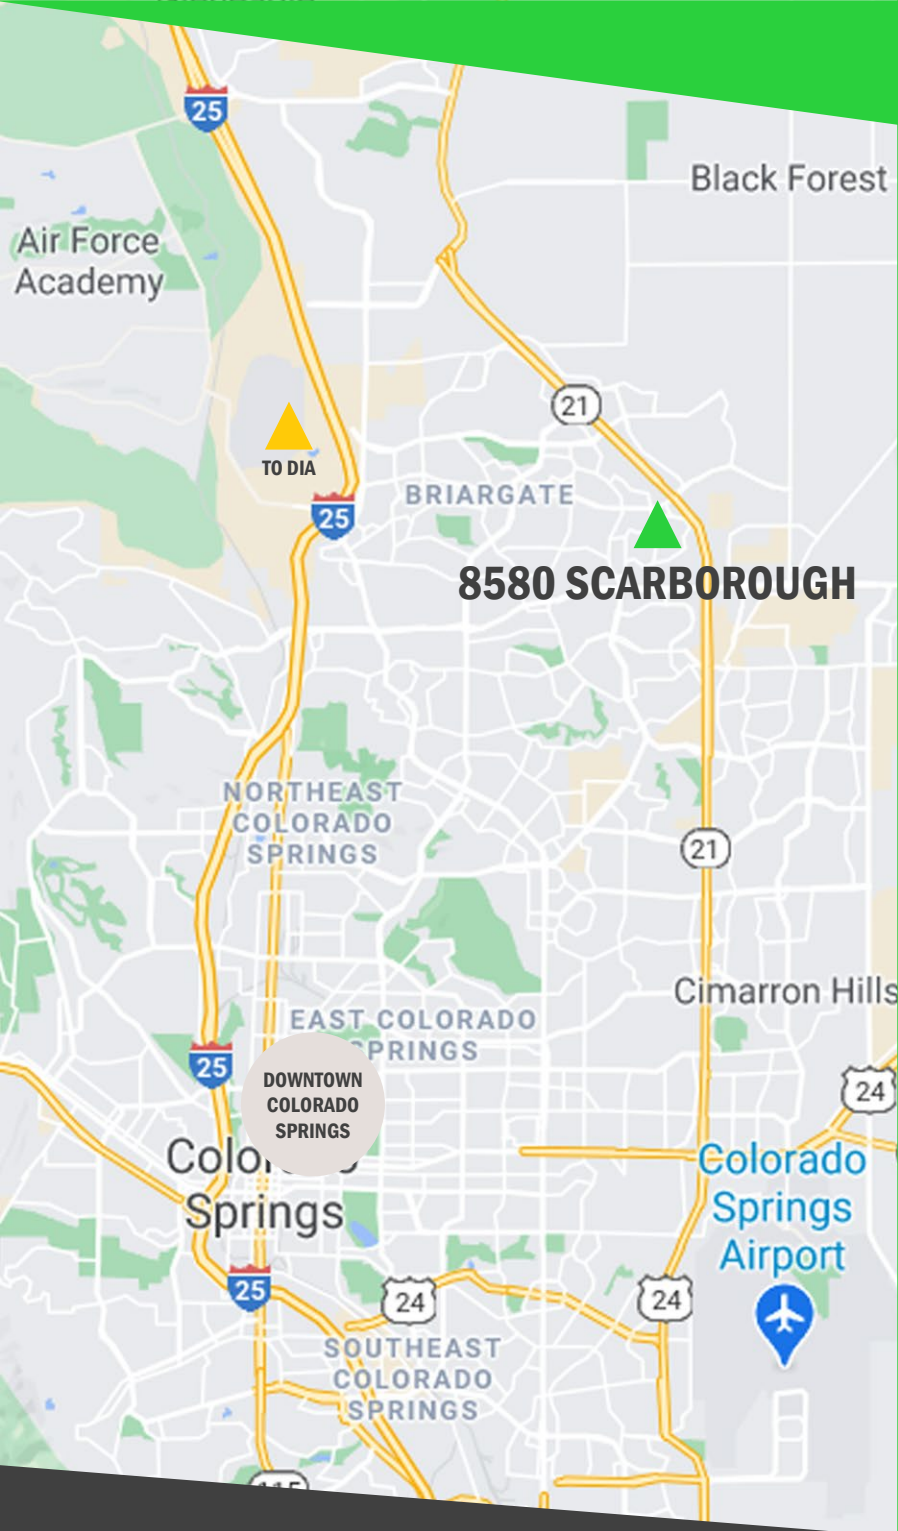 25
Black Forest
Air Force
Academy
21
TO DIA
BRIARGATE
25
8580 SCARBOROUGH
NORTHEAST
COLORADO
SPRINGS
21
Cimarron Hills
EAST COLORADO
SPRINGS
25
DOWNTOWN
COLORADO
SPRINGS
24
Colorado
Springs
Colorado
Springs
Airport
25
24
24
SOUTHEAST
COLORADO
SPRINGS
115